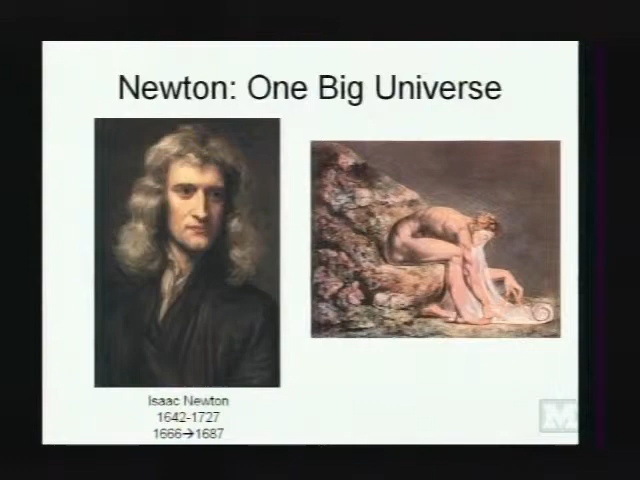 Newton: One Big Universe
Isaac Newton
1642-1727
1666→1687
M